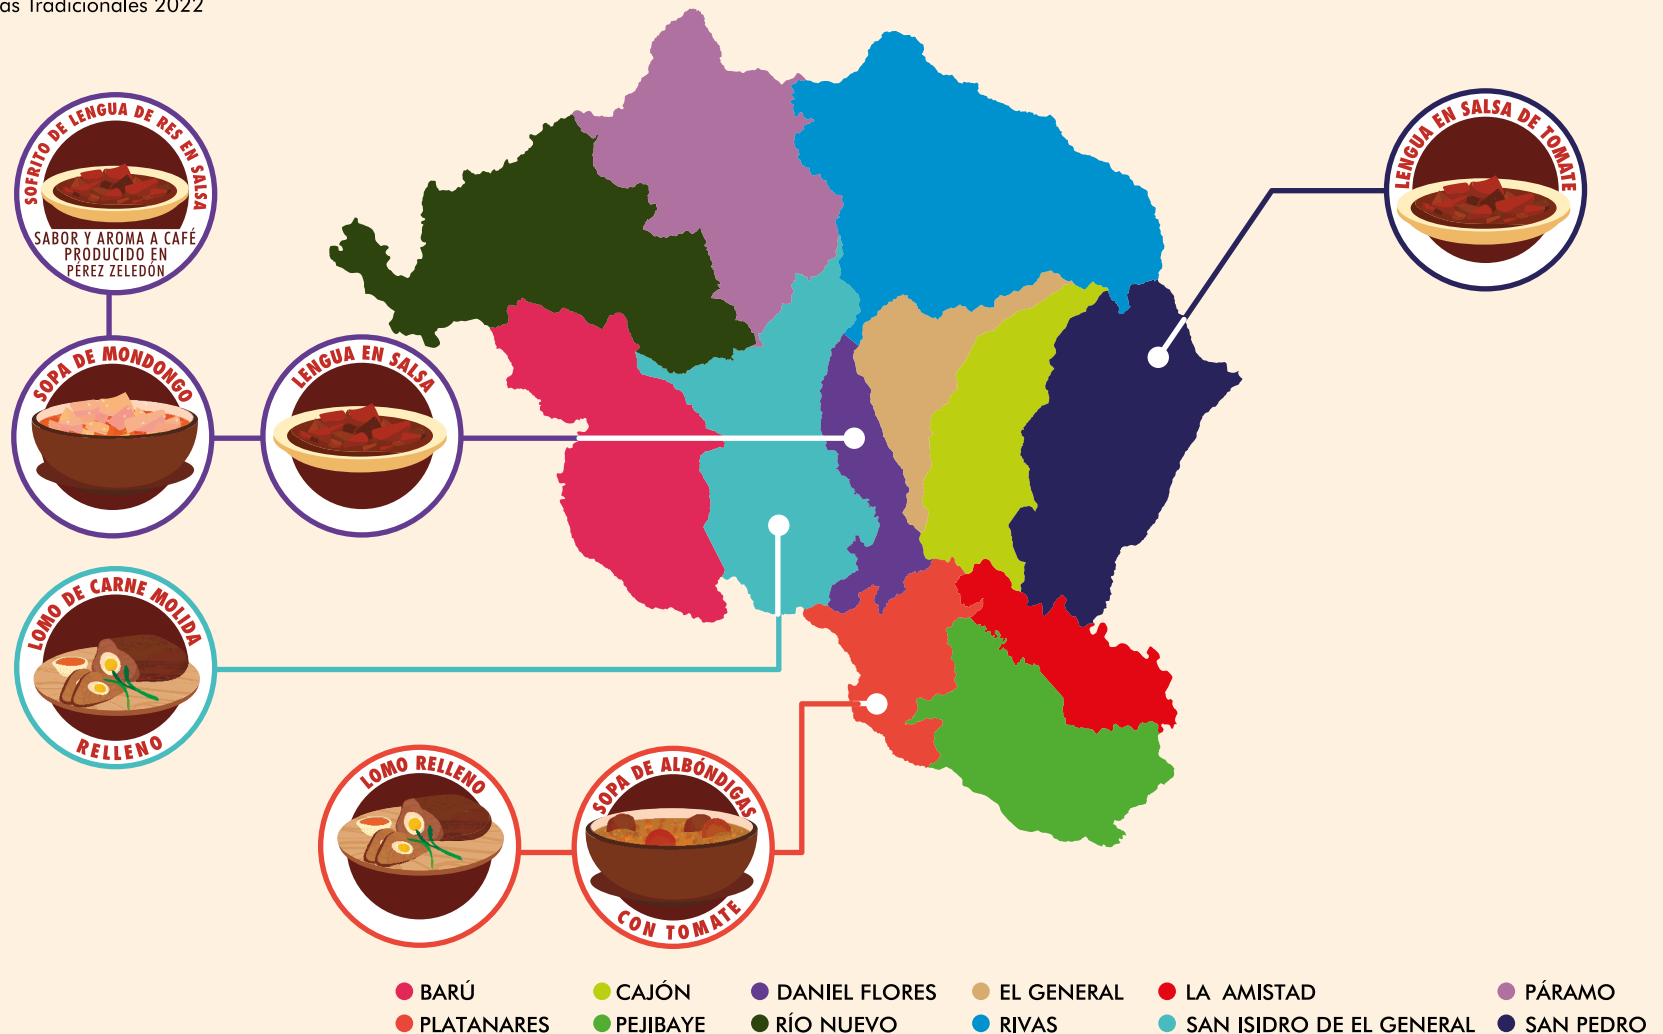 as Tradicionales 2022
SOFRITO DE LENGUA DE RES EN SALSA
SABOR Y AROMA A CAFÉ
PRODUCIDO EN
PÉREZ ZELEDÓN
LENGUA EN SALSA DE TOMATE
SOPA DE MONDONGO
LENGUA EN SALSA
LOMO DE CARNE MOLIDA
RELLENO
LOMO RELLENO
SOPA DE ALBÓNDIGAS
CON TOMATE
BARÚ
CAJÓN
DANIEL FLORES
EL GENERAL
LA AMISTAD
PÁRAMO
PLATANARES
PEJIBAYE
RÍO NUEVO
RIVAS
SAN ISIDRO DE EL GENERAL
SAN PEDRO